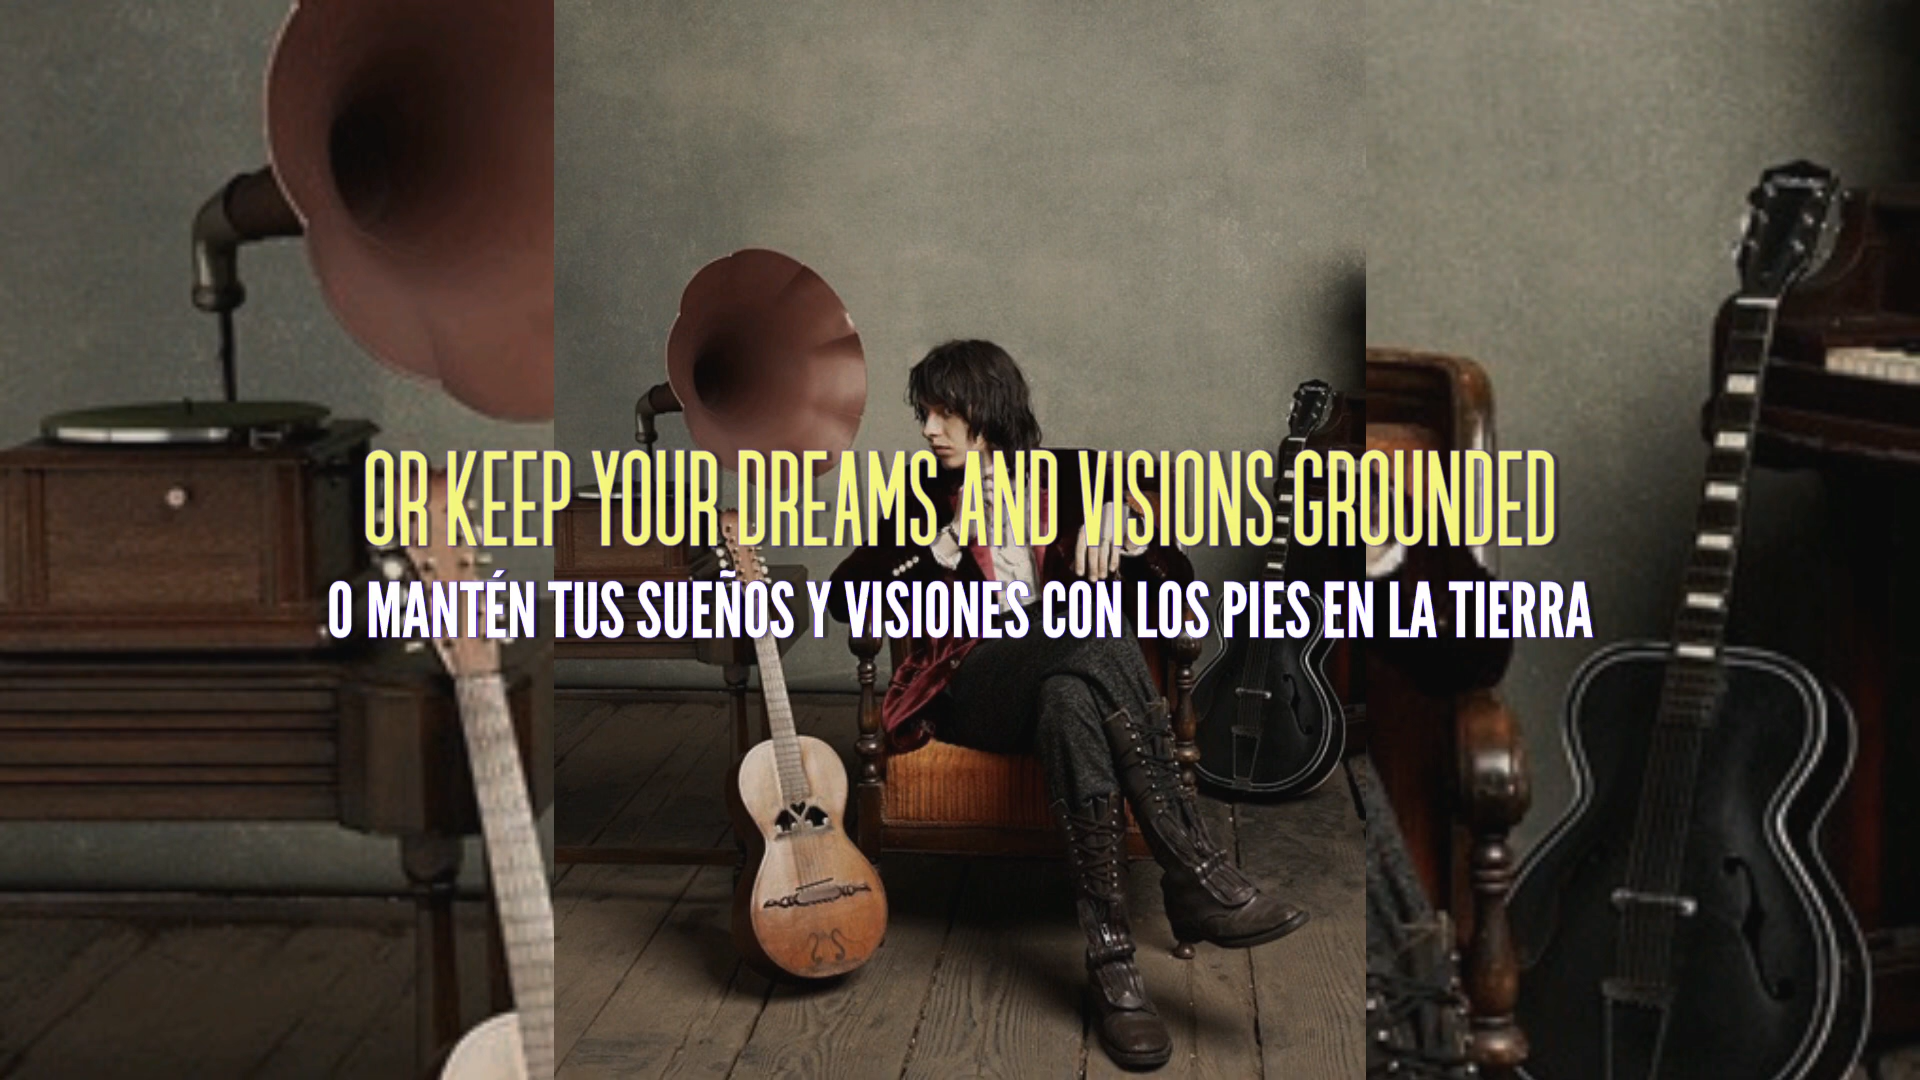 OR KEEP YOUR DREAMS AND VISIONS GROUNDED
O MANTÉN TUS SUEÑOS Y VISIONES CON LOS PIES EN LA TIERRA